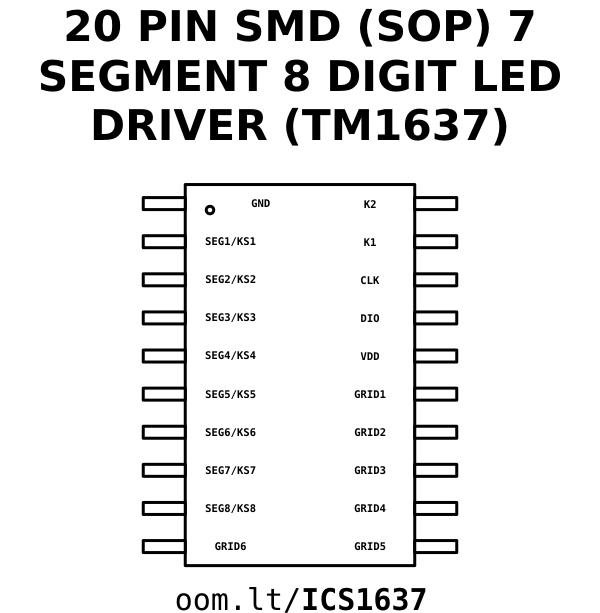 20 PIN SMD (SOP) 7
SEGMENT 8 DIGIT LED
DRIVER (TM1637)
GND K2
SEG1/KS1 K1
SEG2/KS2 CLK
SEG3/KS3 DIO
SEG4/KS4 VDD
SEG5/KS5 GRID1
SEG6/KS6 GRID2
SEG7/KS7 GRID3
SEG8/KS8 GRID4
GRID6 GRID5
oom.lt/ICS1637